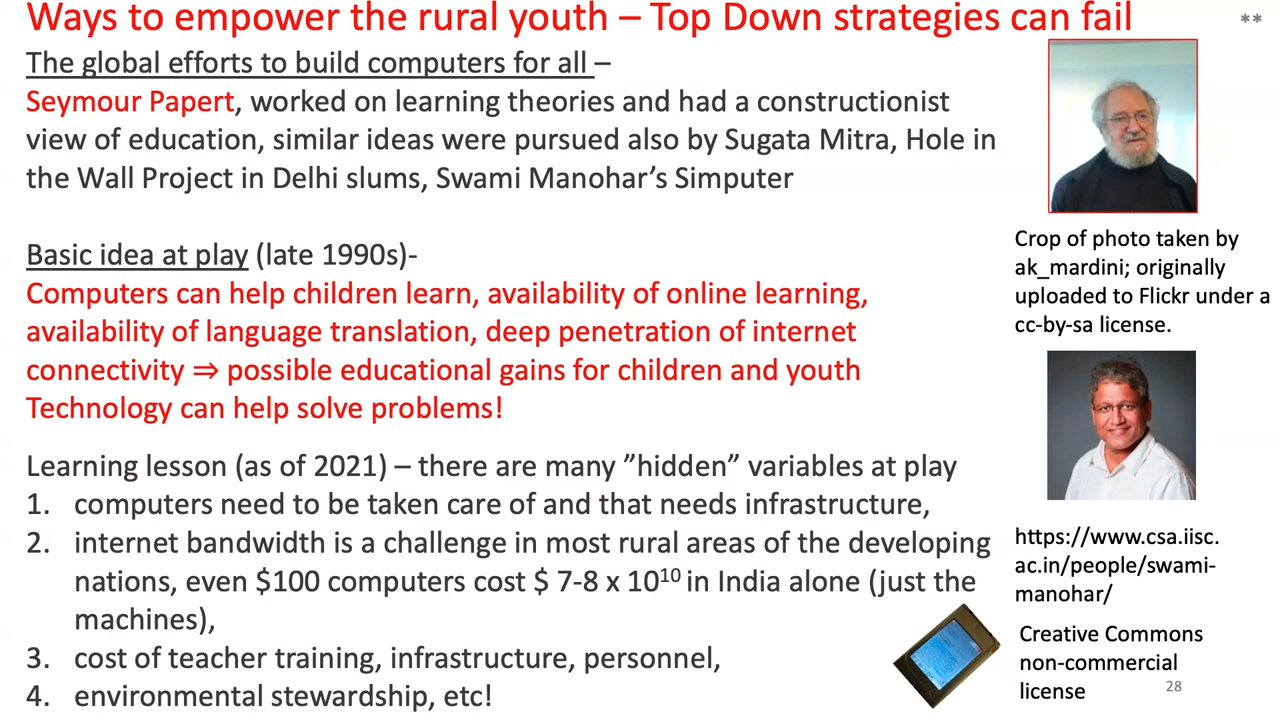 Ways to empower the rural youth – Top Down strategies can fail
**
The global efforts to build computers for all –
Seymour Papert, worked on learning theories and had a constructionist
view of education, similar ideas were pursued also by Sugata Mitra, Hole in
the Wall Project in Delhi slums, Swami Manohar’s Simputer
Basic idea at play (late 1990s)-
Computers can help children learn, availability of online learning,
availability of language translation, deep penetration of internet
connectivity ⇒ possible educational gains for children and youth
Technology can help solve problems!
Learning lesson (as of 2021) – there are many ”hidden” variables at play
1. computers need to be taken care of and that needs infrastructure,
2. internet bandwidth is a challenge in most rural areas of the developing
nations, even $100 computers cost $ 7-8 x 10¹⁰ in India alone (just the
machines),
3. cost of teacher training, infrastructure, personnel,
4. environmental stewardship, etc!
Crop of photo taken by
ak_mardini; originally
uploaded to Flickr under a
cc-by-sa license.
https://www.csa.iisc.
ac.in/people/swami-
manohar/
Creative Commons
non-commercial
license
28